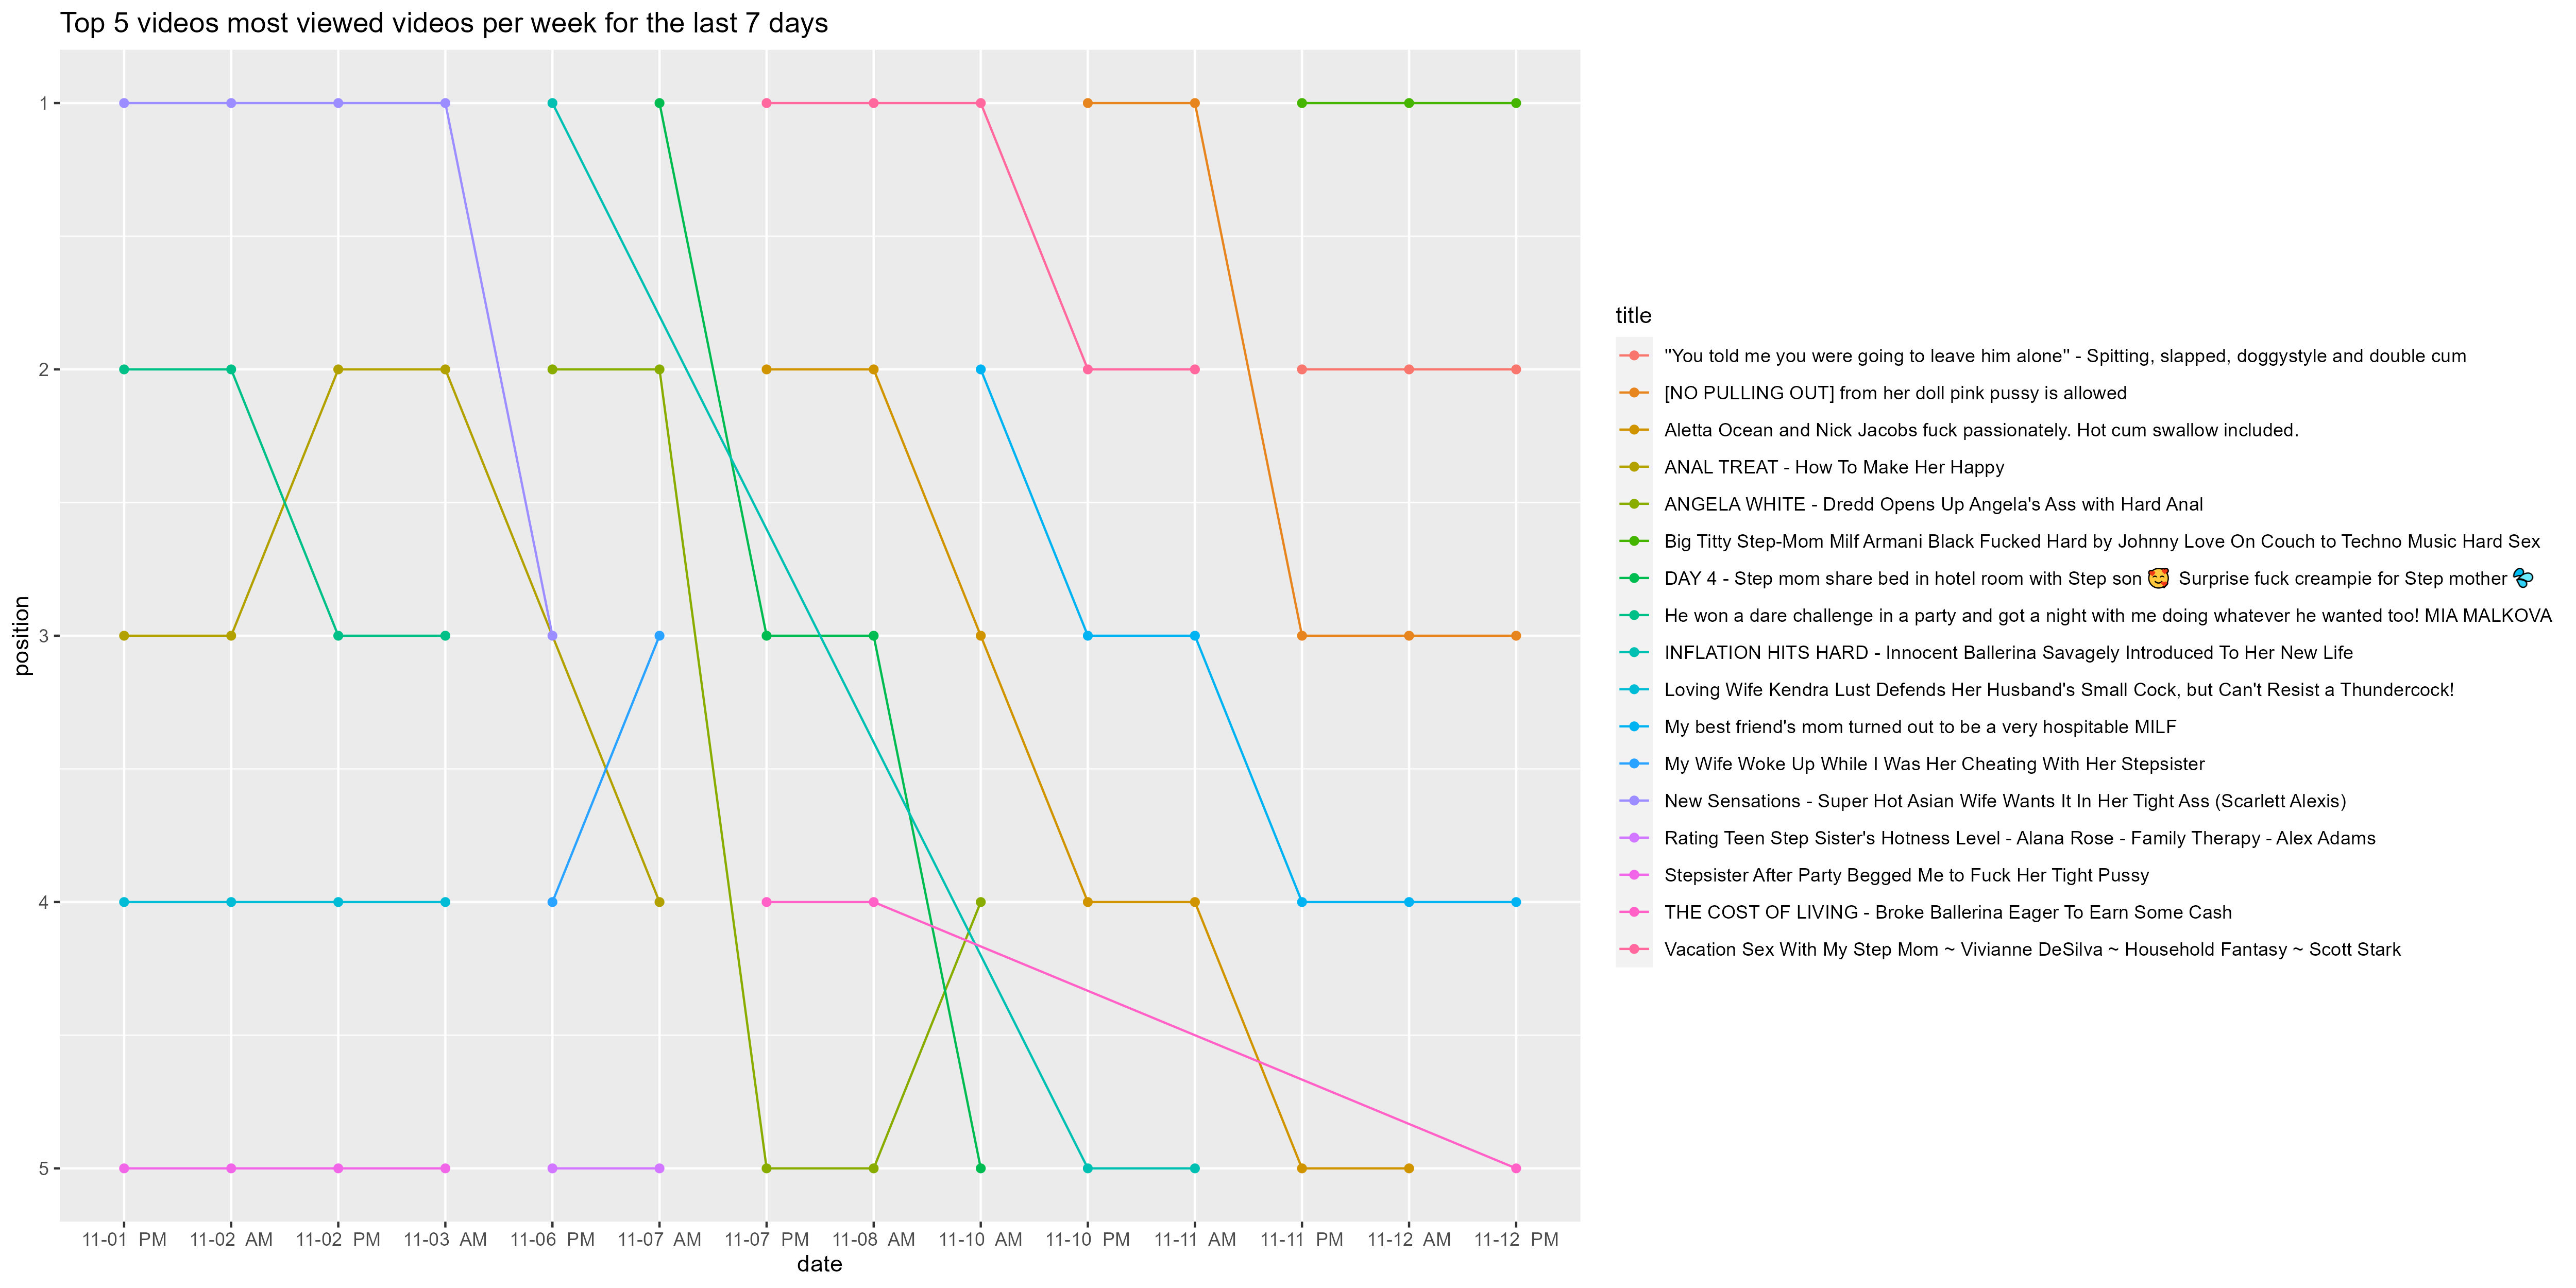 Top 5 videos most viewed videos per week for the last 7 days
position
1
2
3
4
5
11-01 PM 11-02 AM 11-02 PM 11-03 AM 11-06 PM 11-07 AM 11-07 PM 11-08 AM 11-10 AM 11-10 PM 11-11 AM 11-11 PM 11-12 AM 11-12 PM
date
title
"You told me you were going to leave him alone" - Spitting, slapped, doggystyle and double cum
[NO PULLING OUT] from her doll pink pussy is allowed
Aletta Ocean and Nick Jacobs fuck passionately. Hot cum swallow included.
ANAL TREAT - How To Make Her Happy
ANGELA WHITE - Dredd Opens Up Angela's Ass with Hard Anal
Big Titty Step-Mom Milf Armani Black Fucked Hard by Johnny Love On Couch to Techno Music Hard Sex
DAY 4 - Step mom share bed in hotel room with Step son 🥰 Surprise fuck creampie for Step mother 💦
He won a dare challenge in a party and got a night with me doing whatever he wanted too! MIA MALKOVA
INFLATION HITS HARD - Innocent Ballerina Savagely Introduced To Her New Life
Loving Wife Kendra Lust Defends Her Husband's Small Cock, but Can't Resist a Thundercock!
My best friend's mom turned out to be a very hospitable MILF
My Wife Woke Up While I Was Her Cheating With Her Stepsister
New Sensations - Super Hot Asian Wife Wants It In Her Tight Ass (Scarlett Alexis)
Rating Teen Step Sister's Hotness Level - Alana Rose - Family Therapy - Alex Adams
Stepsister After Party Begged Me to Fuck Her Tight Pussy
THE COST OF LIVING - Broke Ballerina Eager To Earn Some Cash
Vacation Sex With My Step Mom ~ Vivianne DeSilva ~ Household Fantasy ~ Scott Stark